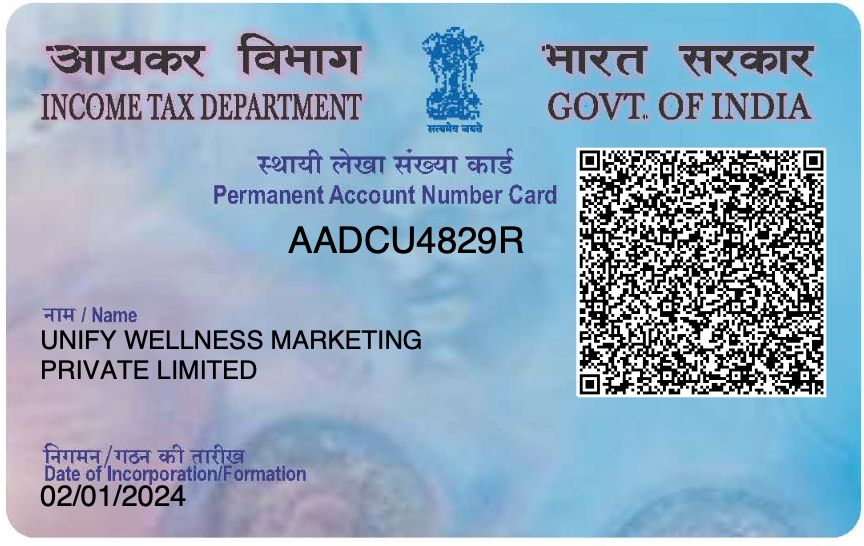 आयकर विभाग
INCOME TAX DEPARTMENT
सत्यमेव जयते
भारत सरकार
GOVT. OF INDIA
स्थायी लेखा संख्या कार्ड
Permanent Account Number Card
AADCU4829R
नाम / Name
UNIFY WELLNESS MARKETING
PRIVATE LIMITED
निगमन/गठन की तारीख
Date of Incorporation/Formation
02/01/2024